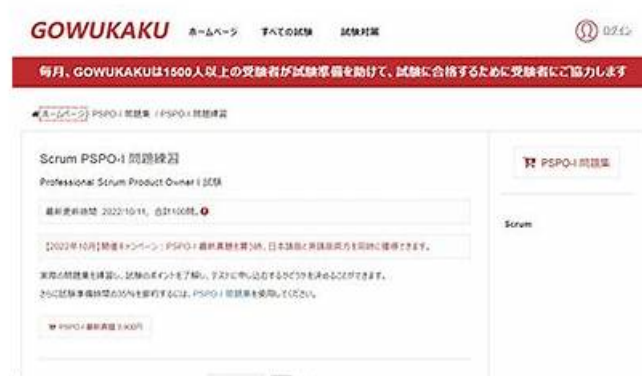 GOWUKAKU ホームページ すべての試験 試験対策 ログイン
毎月、GOWUKAKUは1500人以上の受験者が試験準備を助けて、試験に合格するために受験者にご協力します
ホームページ / PSPO-I 問題集 / PSPO-I 問題練習
Scrum PSPO-I 問題練習
PSPO-I 問題集
Professional Scrum Product Owner I 試験
最新更新時間: 2022/10/11、合計100問。
Scrum
【2022年10月】開催キャンペーン：PSPO-I 最新真題を買う時、日本語版と英語版両方を同時に獲得できます。
実際の問題集を練習し、試験のポイントを了解し、テストに申し込むするかどうかを決めることができます。
さらに試験準備時間の35%を節約するには、PSPO-I 問題集を使用してください。
PSPO-I 最新真題